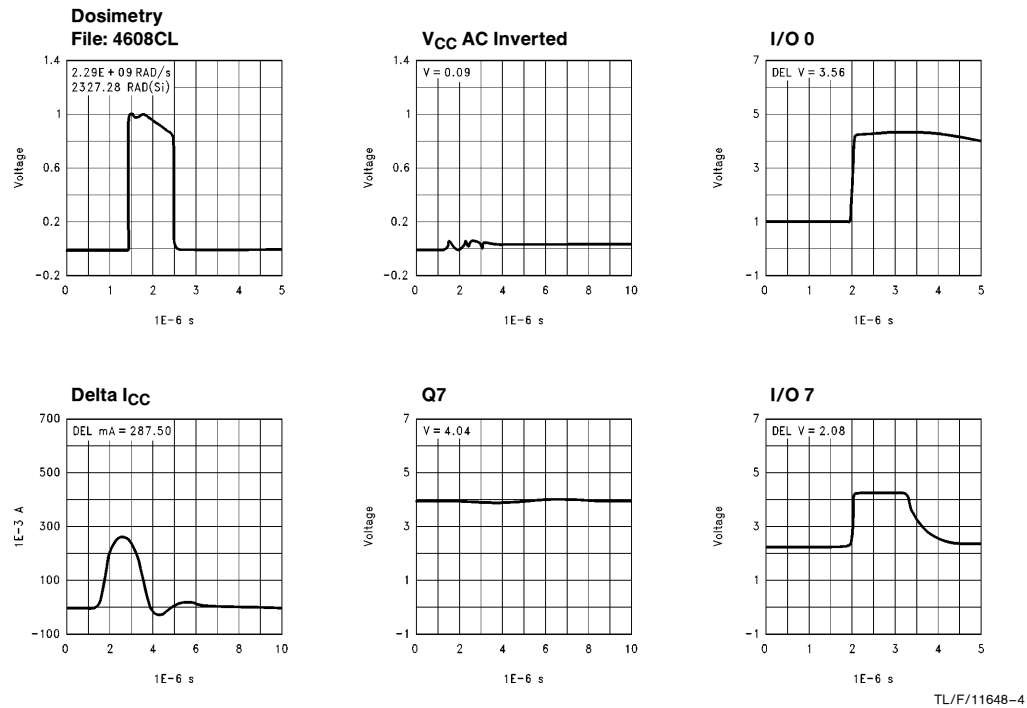 Dosimetry
File: 4608CL
1.4
1
0.6
0.2
−0.2
Voltage
2.29E + 09 RAD/s
2327.28 RAD(Si)
0 1 2 3 4 5
1E−6 s
VCC AC Inverted
1.4
1
0.6
0.2
−0.2
Voltage
V = 0.09
0 2 4 6 8 10
1E−6 s
I/O 0
7
5
3
1
−1
Voltage
DEL V = 3.56
0 1 2 3 4 5
1E−6 s
Delta ICC
700
500
300
100
−100
1E−3 A
DEL mA = 287.50
0 2 4 6 8 10
1E−6 s
Q7
7
5
3
1
−1
Voltage
V = 4.04
0 2 4 6 8 10
1E−6 s
I/O 7
7
5
3
1
−1
Voltage
DEL V = 2.08
0 1 2 3 4 5
1E−6 s
TL/F/11648–4